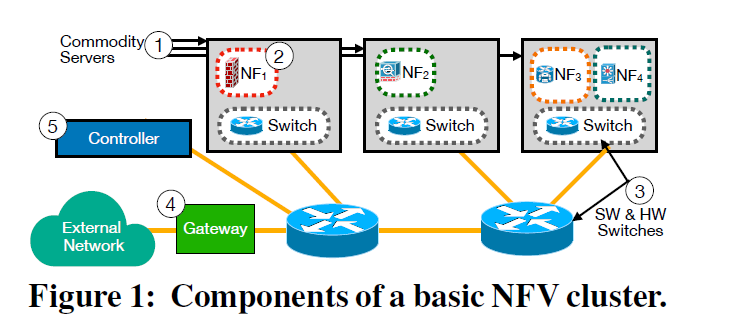 Commodity
Servers
1
2
NF1
NF2
NF3
NF4
Switch
Switch
Switch
5
Controller
3
SW & HW
Switches
4
External
Network
Gateway
Figure 1: Components of a basic NFV cluster.